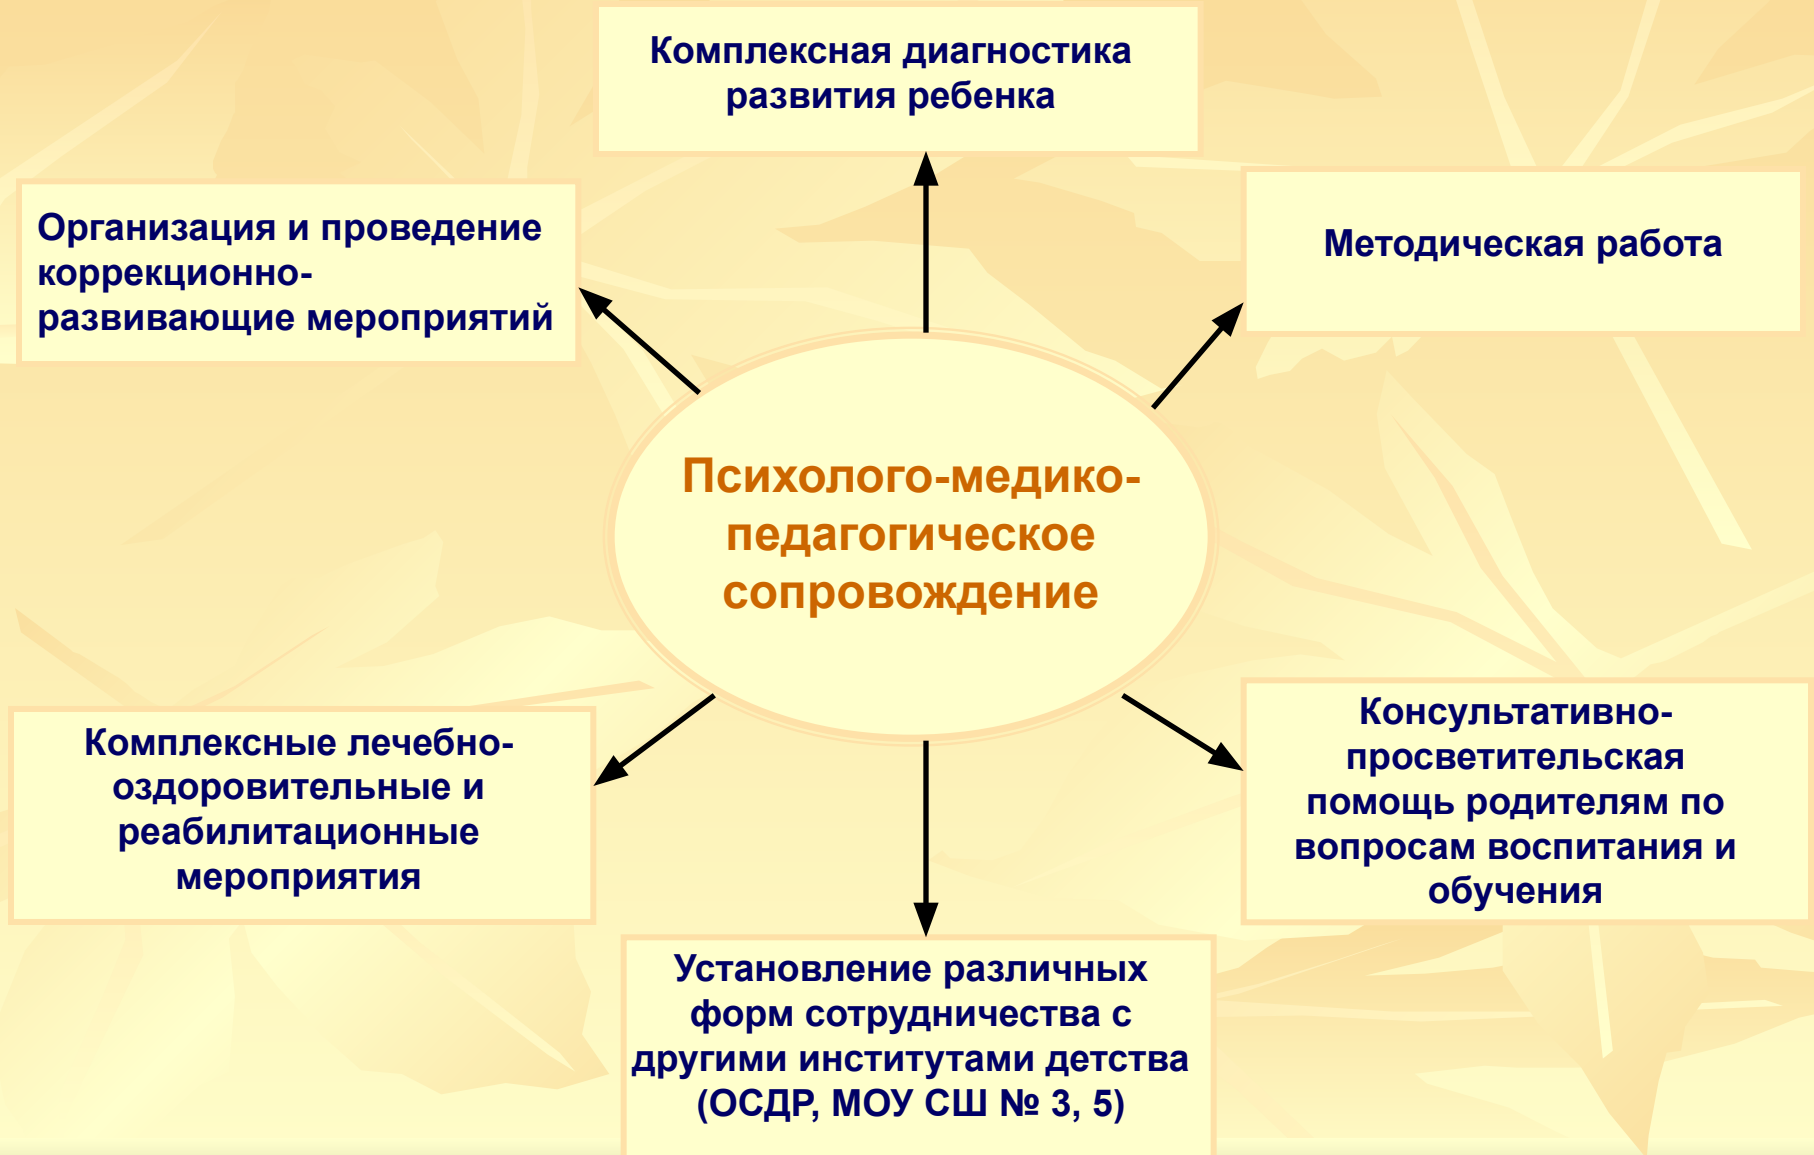 Комплексная диагностика
развития ребенка
Организация и проведение
коррекционно-
развивающие мероприятий
Методическая работа
Психолого-медико-
педагогическое
сопровождение
Комплексные лечебно-
оздоровительные и
реабилитационные
мероприятия
Консультативно-
просветительская
помощь родителям по
вопросам воспитания и
обучения
Установление различных
форм сотрудничества с
другими институтами детства
(ОСДР, МОУ СШ № 3, 5)